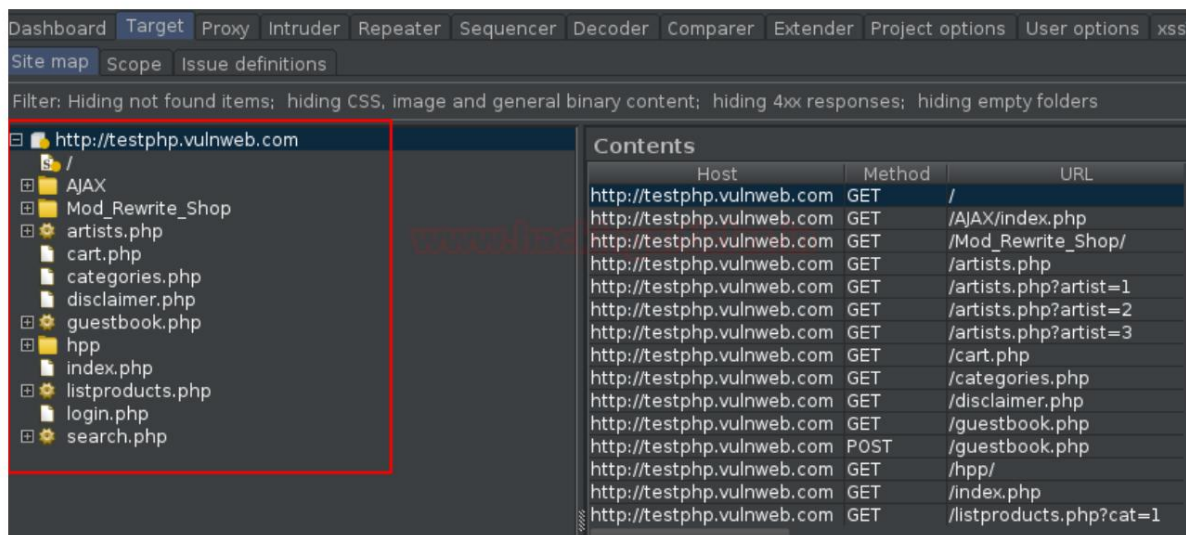 Dashboard Target Proxy Intruder Repeater Sequencer Decoder Comparer Extender Project options User options xss
Site map Scope Issue definitions
Filter: Hiding not found items; hiding CSS, image and general binary content; hiding 4xx responses; hiding empty folders
http://testphp.vulnweb.com
/
AJAX
Mod_Rewrite_Shop
artists.php
cart.php
categories.php
disclaimer.php
guestbook.php
hpp
index.php
listproducts.php
login.php
search.php
Contents
Host Method URL
http://testphp.vulnweb.com GET /
http://testphp.vulnweb.com GET /AJAX/index.php
http://testphp.vulnweb.com GET /Mod_Rewrite_Shop/
http://testphp.vulnweb.com GET /artists.php
http://testphp.vulnweb.com GET /artists.php?artist=1
http://testphp.vulnweb.com GET /artists.php?artist=2
http://testphp.vulnweb.com GET /artists.php?artist=3
http://testphp.vulnweb.com GET /cart.php
http://testphp.vulnweb.com GET /categories.php
http://testphp.vulnweb.com GET /disclaimer.php
http://testphp.vulnweb.com GET /guestbook.php
http://testphp.vulnweb.com POST /guestbook.php
http://testphp.vulnweb.com GET /hpp/
http://testphp.vulnweb.com GET /index.php
http://testphp.vulnweb.com GET /listproducts.php?cat=1